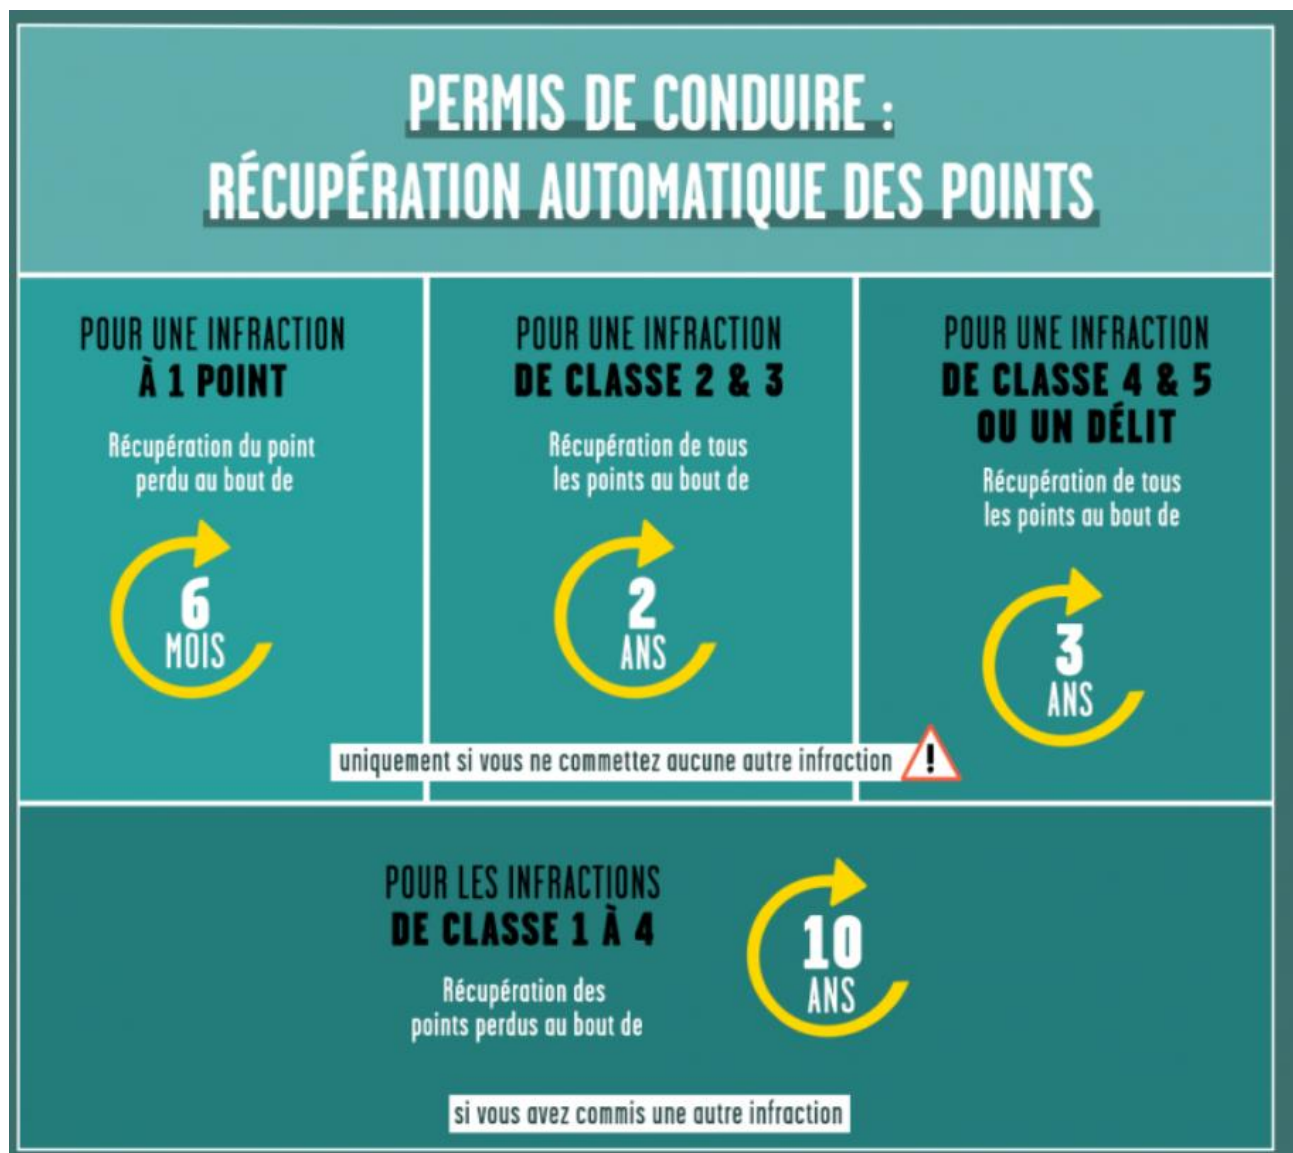 PERMIS DE CONDUIRE :
RÉCUPÉRATION AUTOMATIQUE DES POINTS
POUR UNE INFRACTION
À 1 POINT
Récupération du point
perdu au bout de
6
MOIS
POUR UNE INFRACTION
DE CLASSE 2 & 3
Récupération de tous
les points au bout de
2
ANS
POUR UNE INFRACTION
DE CLASSE 4 & 5
OU UN DÉLIT
Récupération de tous
les points au bout de
3
ANS
uniquement si vous ne commettez aucune autre infraction
!
POUR LES INFRACTIONS
DE CLASSE 1 À 4
Récupération des
points perdus au bout de
10
ANS
si vous avez commis une autre infraction